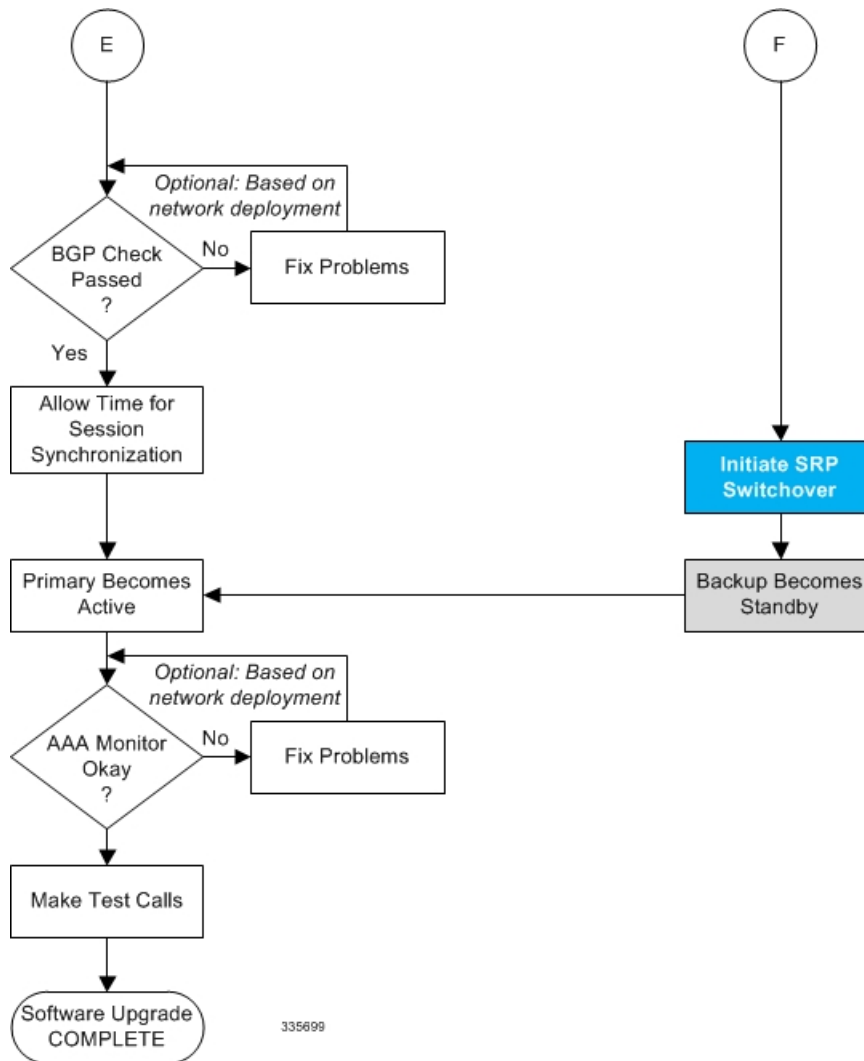 E
F
Optional: Based on
network deployment
BGP Check
Passed
?
No
Fix Problems
Yes
Allow Time for
Session
Synchronization
Initiate SRP
Switchover
Primary Becomes
Active
Backup Becomes
Standby
Optional: Based on
network deployment
AAA Monitor
Okay
?
No
Fix Problems
Make Test Calls
Software Upgrade
COMPLETE
335699